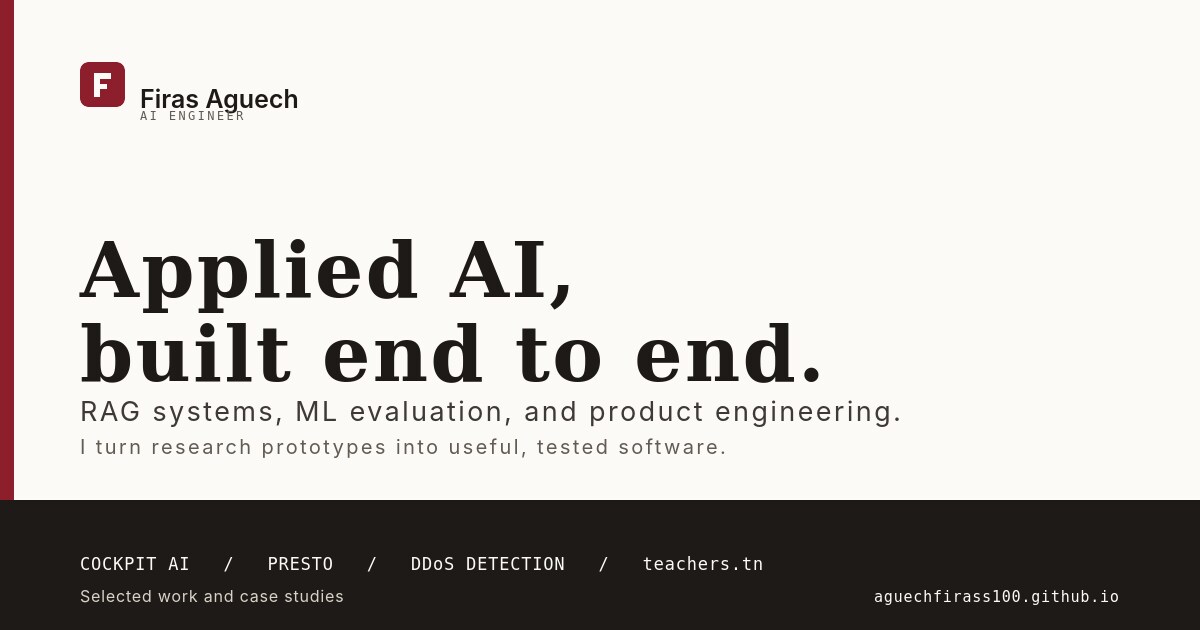 F
Firas Aguech
AI ENGINEER
Applied AI,
built end to end.
RAG systems, ML evaluation, and product engineering.
I turn research prototypes into useful, tested software.
COCKPIT AI / PRESTO / DDoS DETECTION / teachers.tn
Selected work and case studies
aguechfirass100.github.io